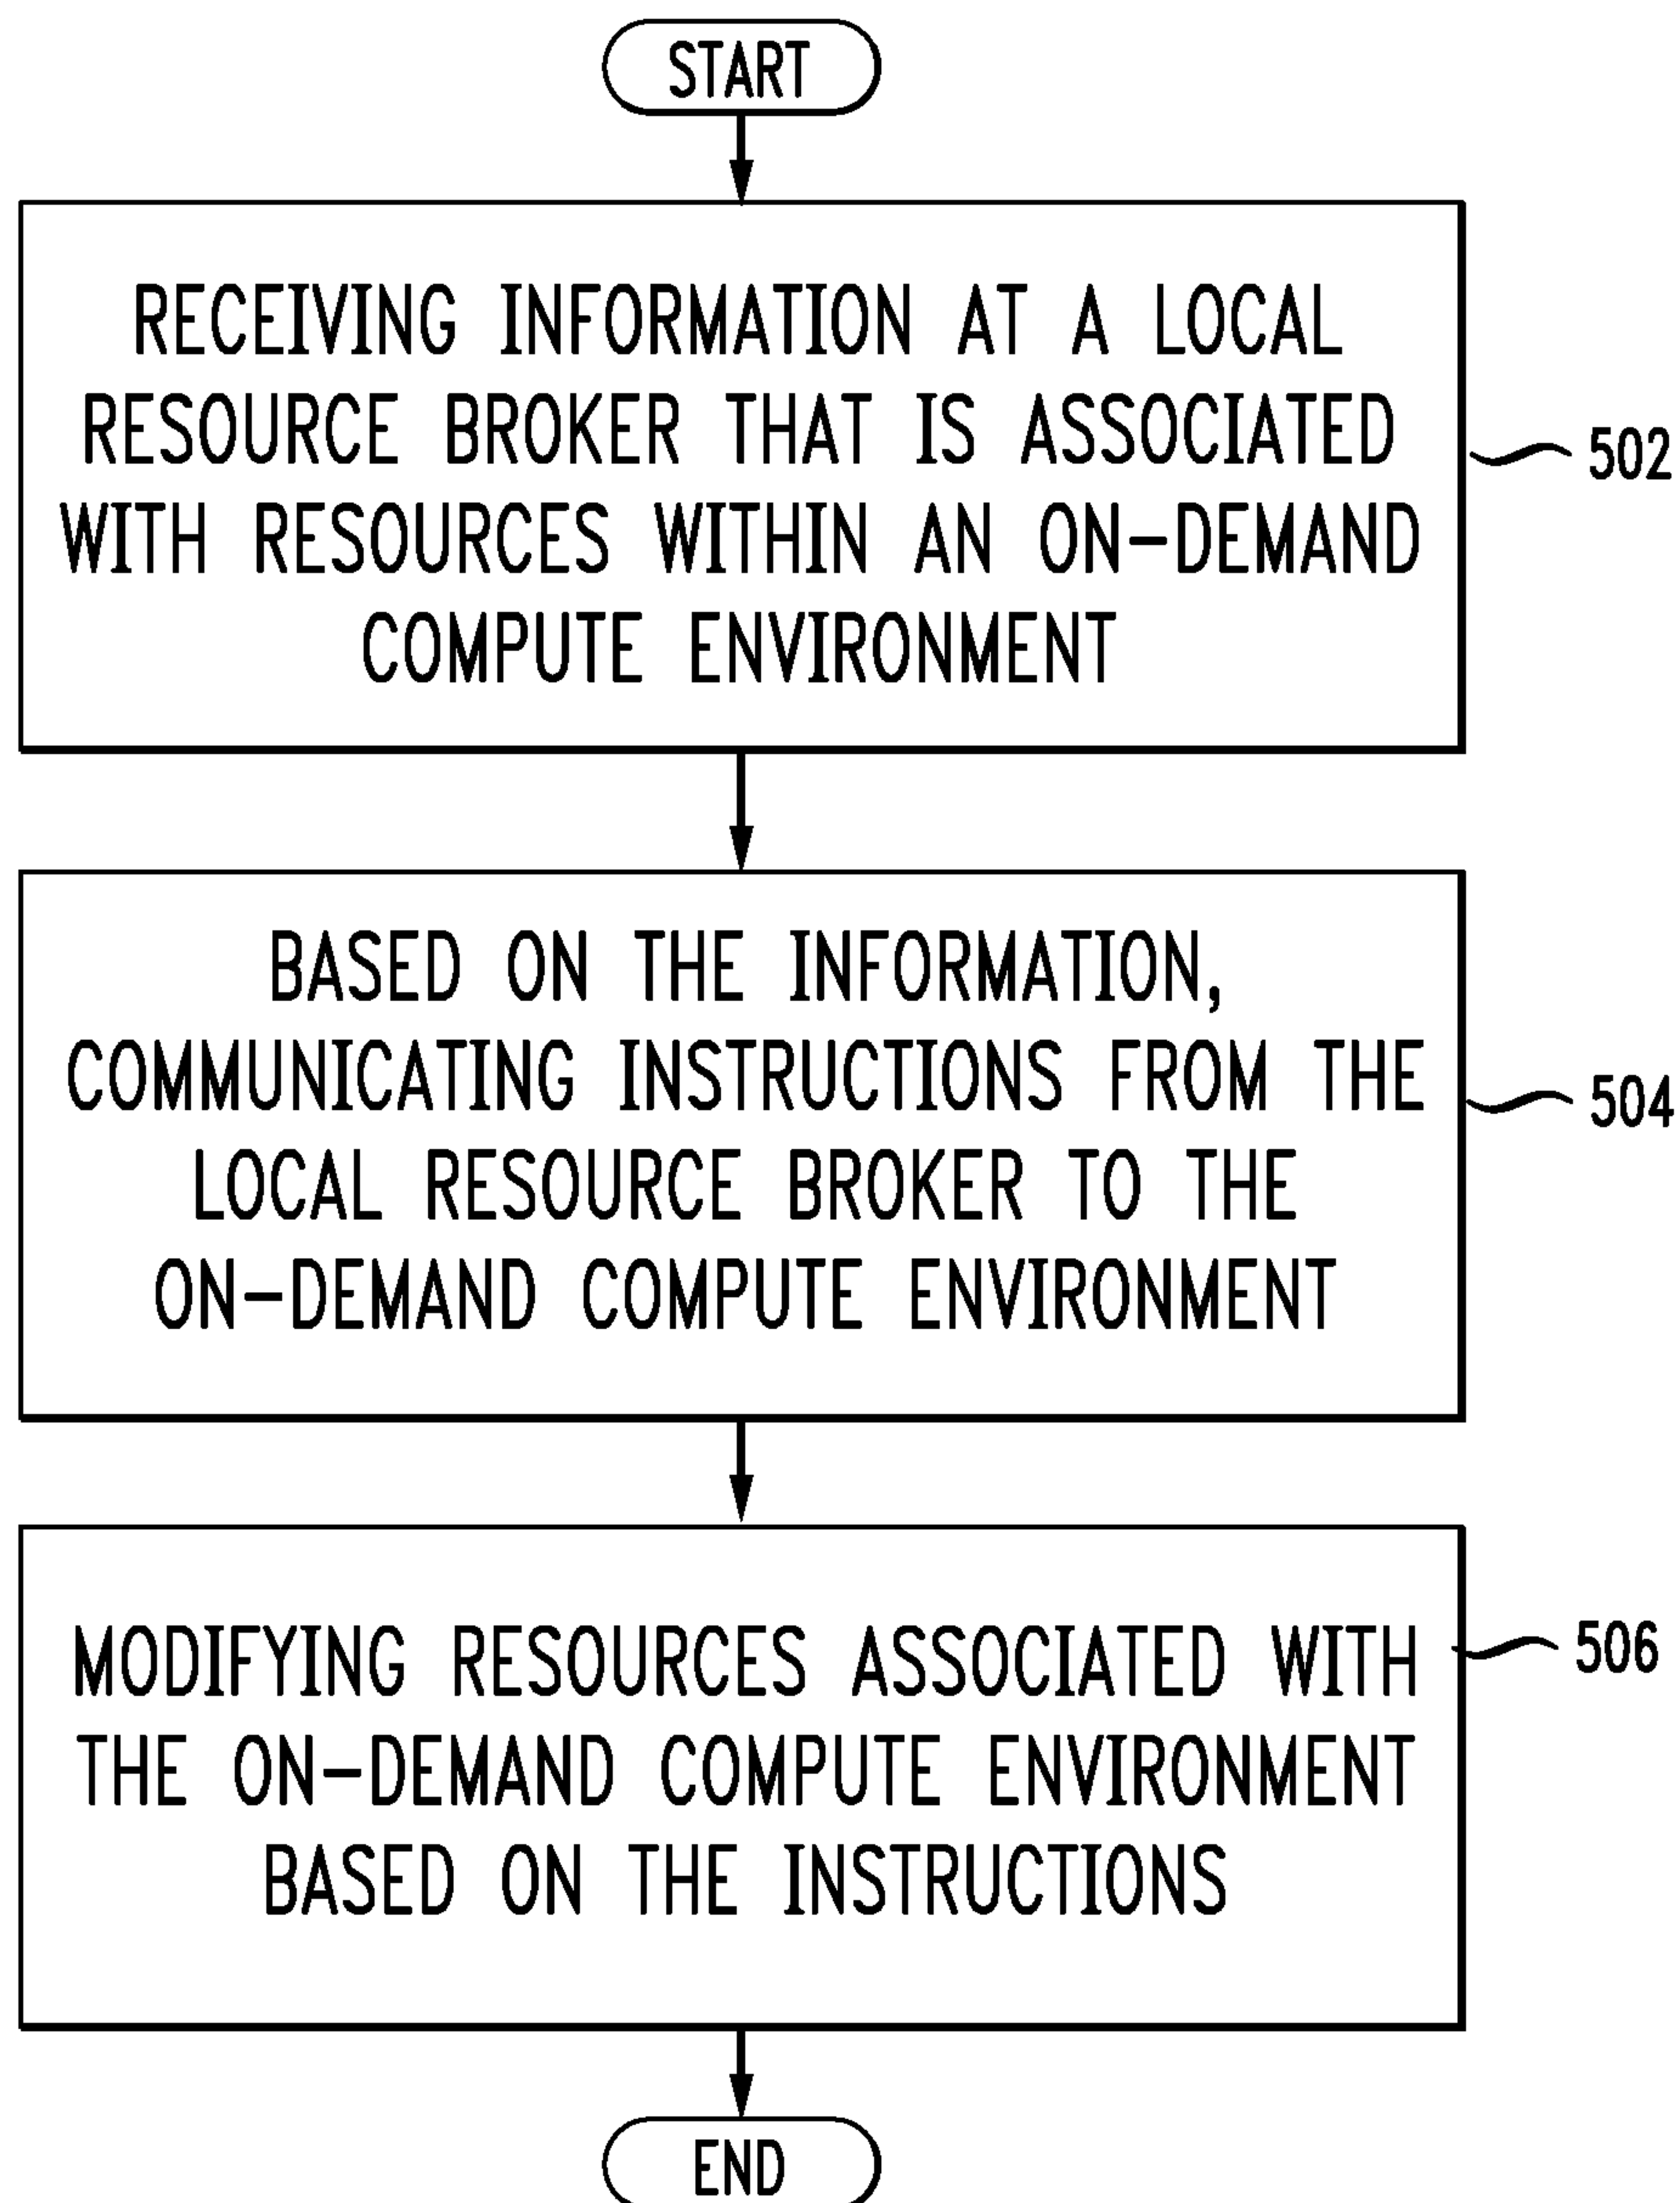 START
RECEIVING INFORMATION AT A LOCAL
RESOURCE BROKER THAT IS ASSOCIATED
WITH RESOURCES WITHIN AN ON-DEMAND
COMPUTE ENVIRONMENT
502
BASED ON THE INFORMATION,
COMMUNICATING INSTRUCTIONS FROM THE
LOCAL RESOURCE BROKER TO THE
ON-DEMAND COMPUTE ENVIRONMENT
504
MODIFYING RESOURCES ASSOCIATED WITH
THE ON-DEMAND COMPUTE ENVIRONMENT
BASED ON THE INSTRUCTIONS
506
END